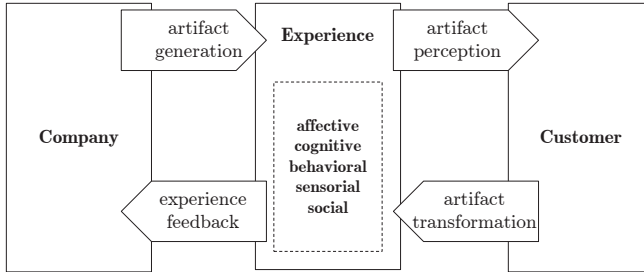 artifact
generation
Experience
artifact
perception
Company
affective
cognitive
behavioral
sensorial
social
Customer
experience
feedback
artifact
transformation